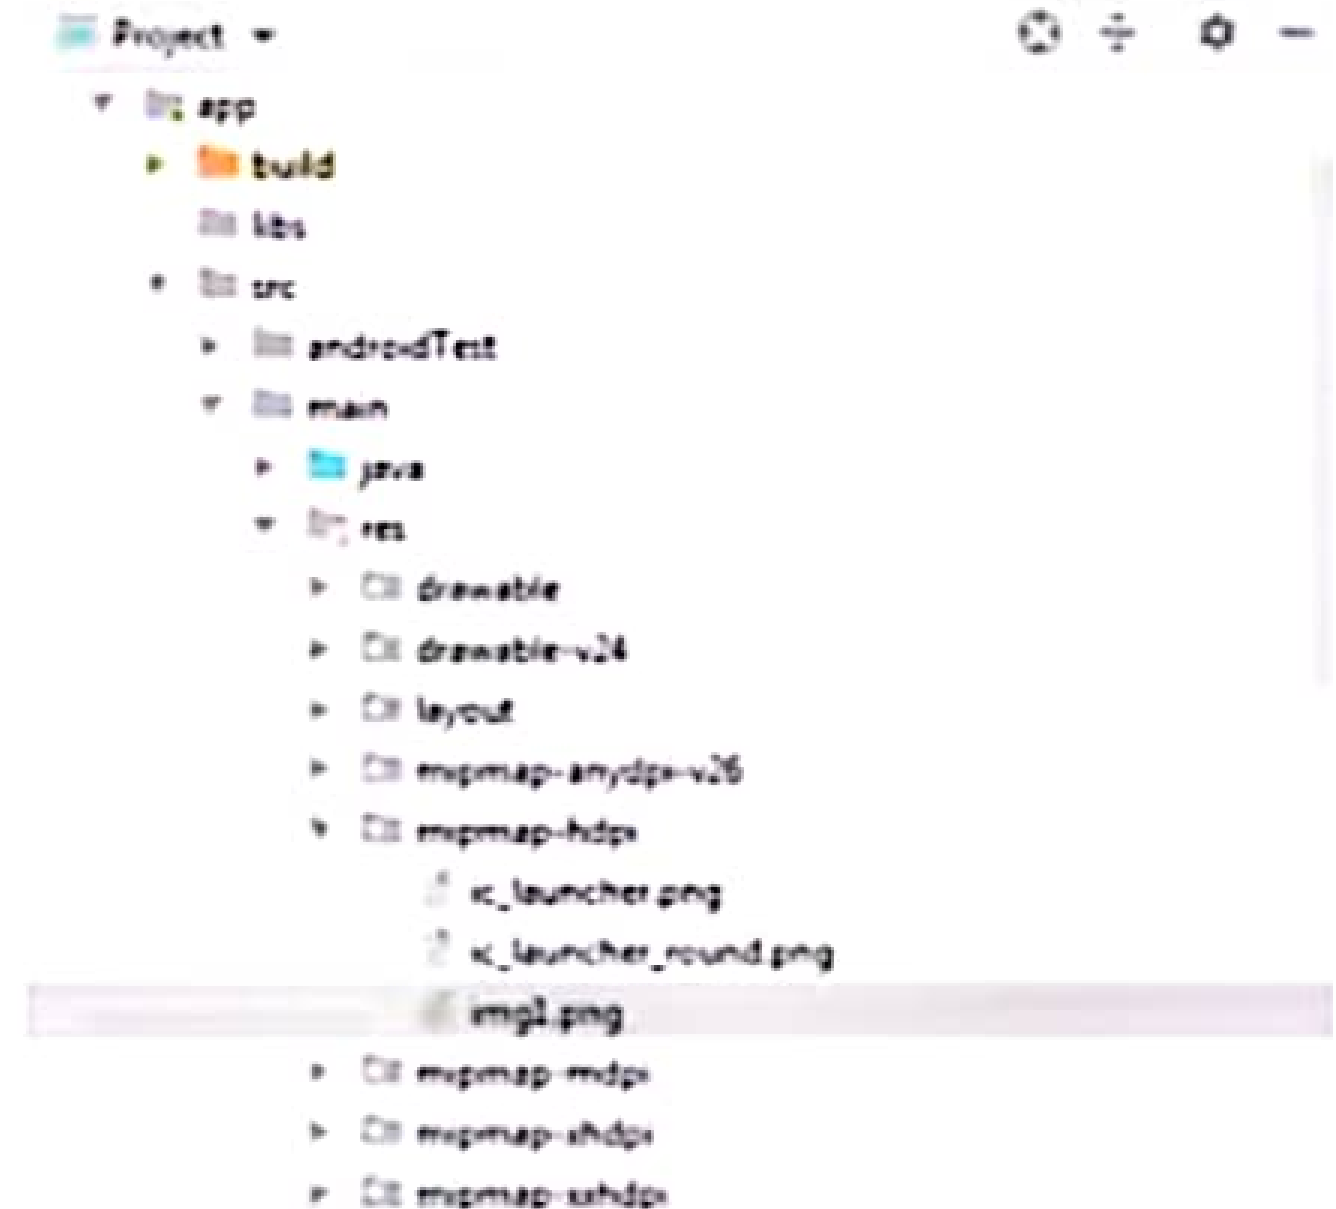 Project
app
build
libs
src
androidTest
main
java
res
drawable
drawable-v24
layout
mipmap-anydpi-v26
mipmap-hdpi
ic_launcher.png
ic_launcher_round.png
mipmap-mdpi
mipmap-xhdpi
mipmap-xxhdpi